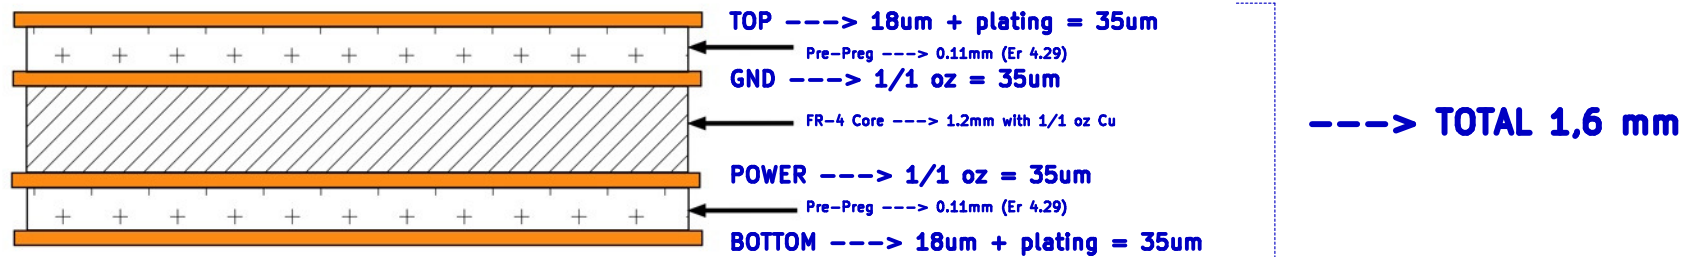 TOP ---> 18um + plating = 35um
Pre-Preg ---> 0.11mm (Er 4.29)
GND ---> 1/1 oz = 35um
FR-4 Core ---> 1.2mm with 1/1 oz Cu
---> TOTAL 1,6 mm
POWER ---> 1/1 oz = 35um
Pre-Preg ---> 0.11mm (Er 4.29)
BOTTOM ---> 18um + plating = 35um